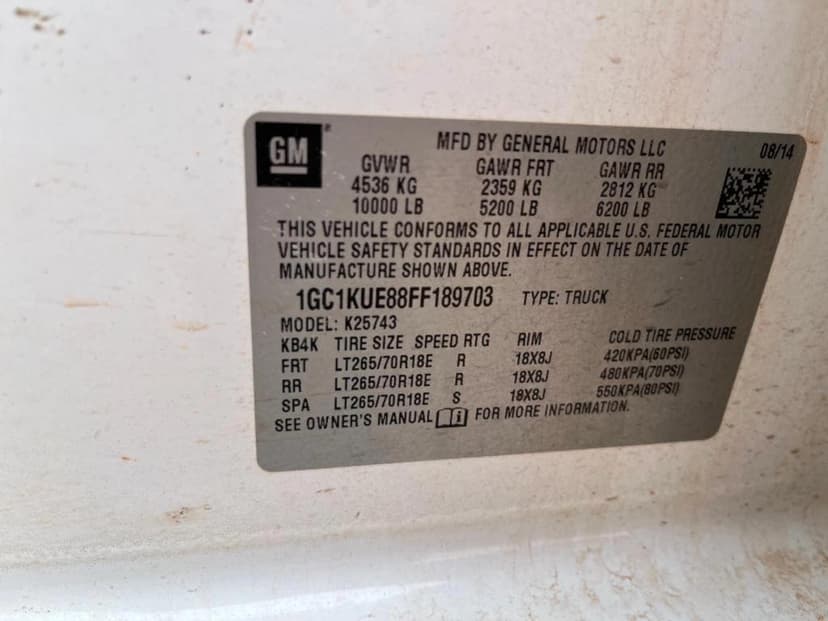 GM
MFD BY GENERAL MOTORS LLC 08/14
GVWR GAWR FRT GAWR RR
4536 KG 2359 KG 2812 KG
10000 LB 5200 LB 6200 LB
THIS VEHICLE CONFORMS TO ALL APPLICABLE U.S. FEDERAL MOTOR
VEHICLE SAFETY STANDARDS IN EFFECT ON THE DATE OF
MANUFACTURE SHOWN ABOVE.
1GC1KUE88FF189703 TYPE: TRUCK
MODEL: K25743
KB4K TIRE SIZE SPEED RTG RIM COLD TIRE PRESSURE
FRT LT265/70R18E R 18X8J 420KPA(60PSI)
RR LT265/70R18E R 18X8J 480KPA(70PSI)
SPA LT265/70R18E S 18X8J 550KPA(80PSI)
SEE OWNER'S MANUAL FOR MORE INFORMATION.